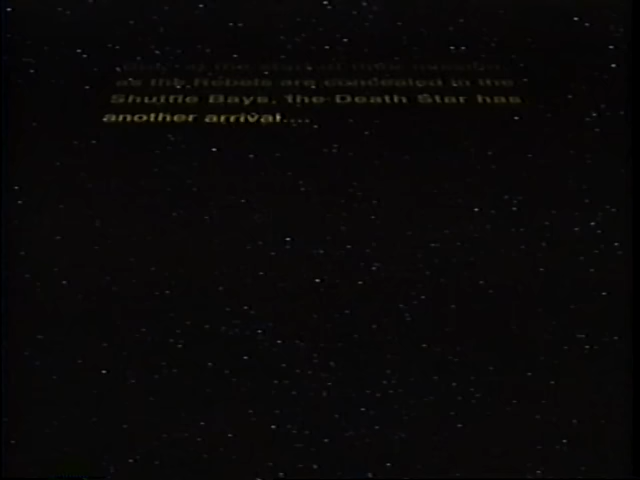 as the Rebels are concealed in the
Shuttle Bays, the Death Star has
another arrival....